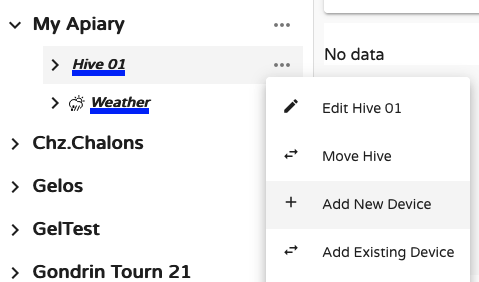 My Apiary
Hive 01
Weather
Chz.Chalons
Gelos
GelTest
Gondrin Tourn 21
No data
Edit Hive 01
Move Hive
Add New Device
Add Existing Device